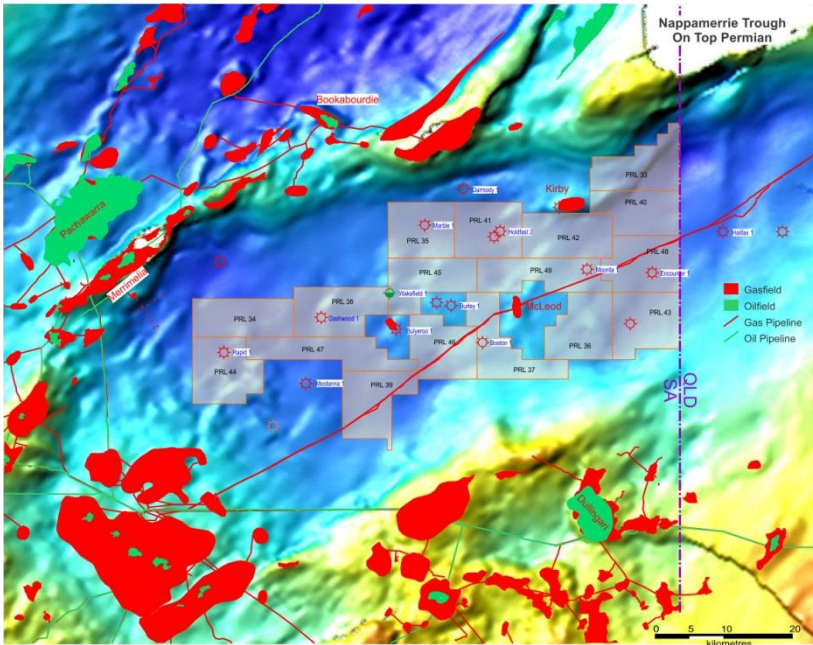 Nappamerrie Trough
On Top Permian
Bookabourdie
PRL 33
Darmody 1
Kirby
PRL 40
Pachawarra
PRL 41
Marble 1
Holdfast 2
PRL 35
PRL 42
Halifax 1
PRL 48
Merrimelia
PRL 45
PRL 49
Moonta 1
Encounter 1
Gasfield
Oilfield
Gas Pipeline
Oil Pipeline
Wakefield 1
PRL 38
Burley 1
McLeod
PRL 43
PRL 34
Dashwood 1
Bulyeroo 1
PRL 46
Boston 1
PRL 36
PRL 47
Rapid 1
PRL 44
PRL 37
Mootanna 1
PRL 39
QLD
SA
Dullingari
0 5 10 20
kilometres